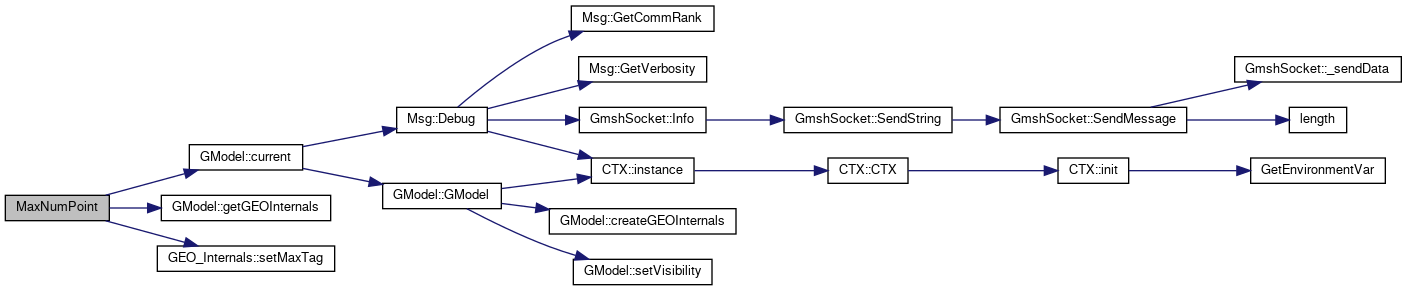 MaxNumPoint
GModel::current
GModel::getGEOInternals
GEO_Internals::setMaxTag
Msg::Debug
GModel::GModel
Msg::GetCommRank
Msg::GetVerbosity
GmshSocket::Info
CTX::instance
GModel::createGEOInternals
GModel::setVisibility
GmshSocket::SendString
CTX::CTX
GmshSocket::SendMessage
CTX::init
GmshSocket::_sendData
length
GetEnvironmentVar